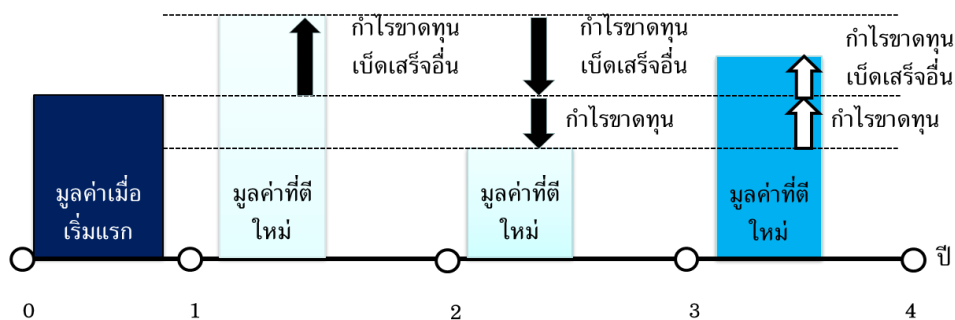 กำไรขาดทุน
เบ็ดเสร็จอื่น
กำไรขาดทุน
เบ็ดเสร็จอื่น
กำไรขาดทุน
เบ็ดเสร็จอื่น
กำไรขาดทุน
กำไรขาดทุน
มูลค่าเมื่อ
เริ่มแรก
มูลค่าที่ตี
ใหม่
มูลค่าที่ตี
ใหม่
มูลค่าที่ตี
ใหม่
ปี
0 1 2 3 4